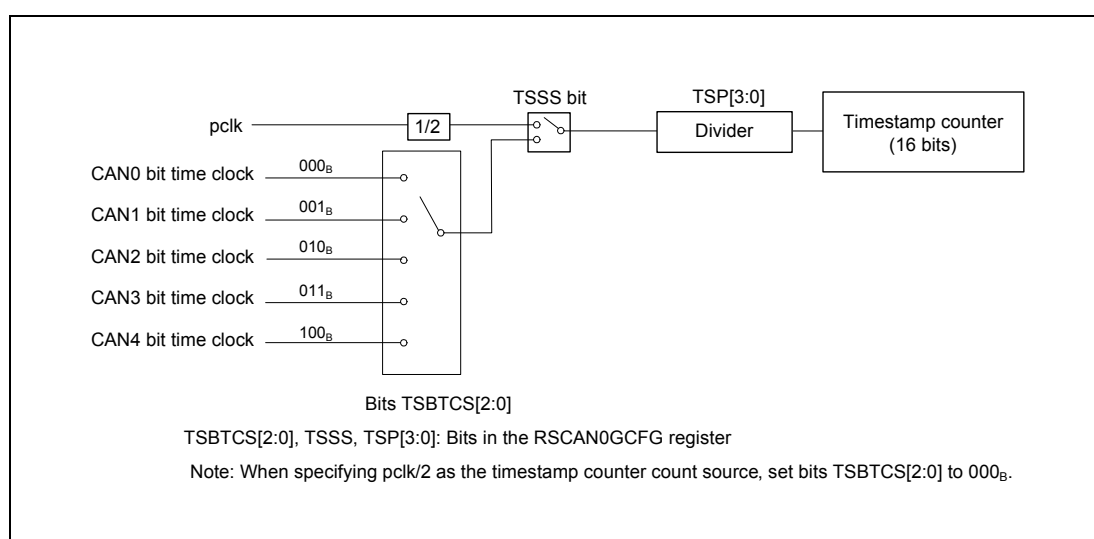 TSSS bit
TSP[3:0]
pclk
1/2
Divider
Timestamp counter
(16 bits)
CAN0 bit time clock
000B
CAN1 bit time clock
001B
CAN2 bit time clock
010B
CAN3 bit time clock
011B
CAN4 bit time clock
100B
Bits TSBTCS[2:0]
TSBTCS[2:0], TSSS, TSP[3:0]: Bits in the RSCAN0GCFG register
Note: When specifying pclk/2 as the timestamp counter count source, set bits TSBTCS[2:0] to 000B.